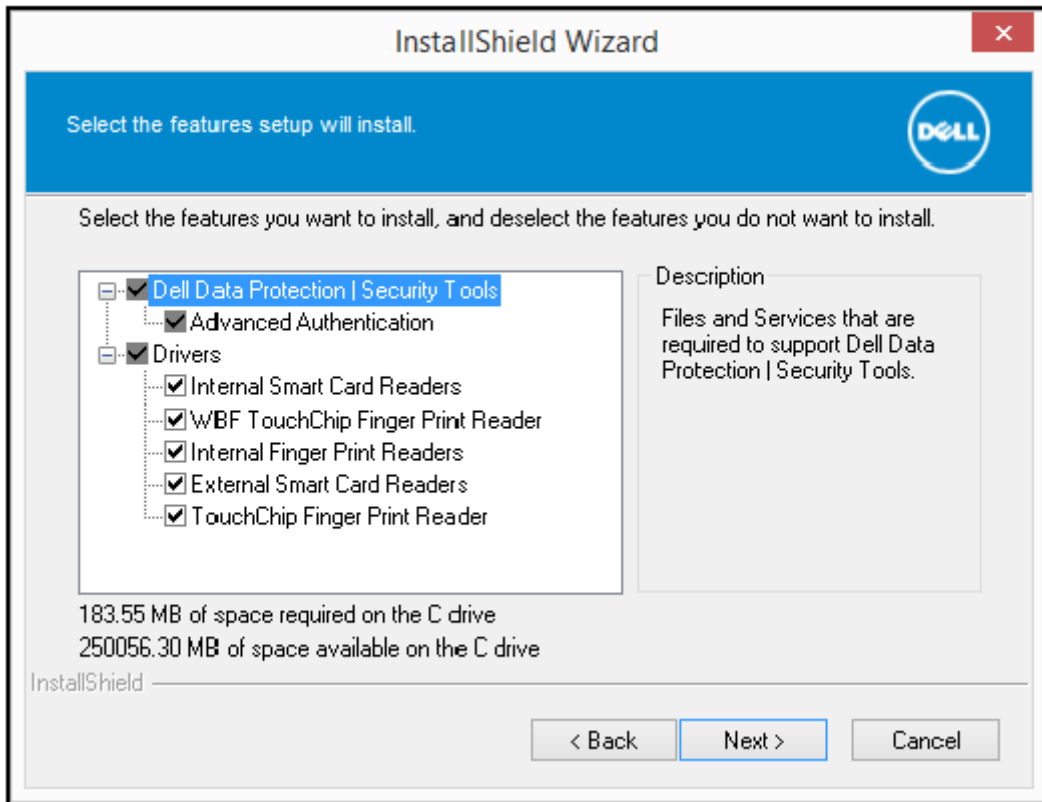 InstallShield Wizard
Select the features setup will install.
DELL
Select the features you want to install, and deselect the features you do not want to install.
Dell Data Protection | Security Tools
Advanced Authentication
Drivers
Internal Smart Card Readers
WBF TouchChip Finger Print Reader
Internal Finger Print Readers
External Smart Card Readers
TouchChip Finger Print Reader
Description
Files and Services that are
required to support Dell Data
Protection | Security Tools.
183.55 MB of space required on the C drive
250056.30 MB of space available on the C drive
InstallShield
< Back
Next >
Cancel